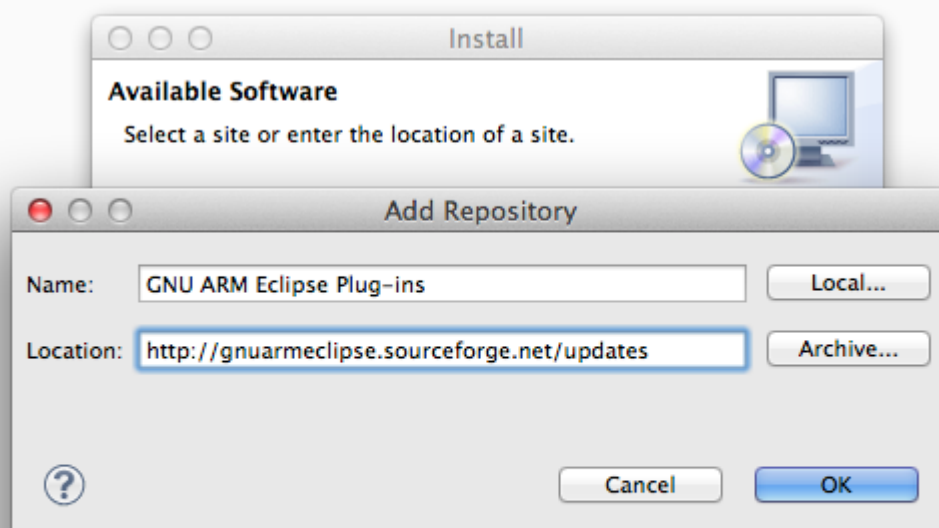 Install
Available Software
Select a site or enter the location of a site.
Add Repository
Name: GNU ARM Eclipse Plug-ins Local...
Location: http://gnuarmeclipse.sourceforge.net/updates Archive...
? Cancel OK